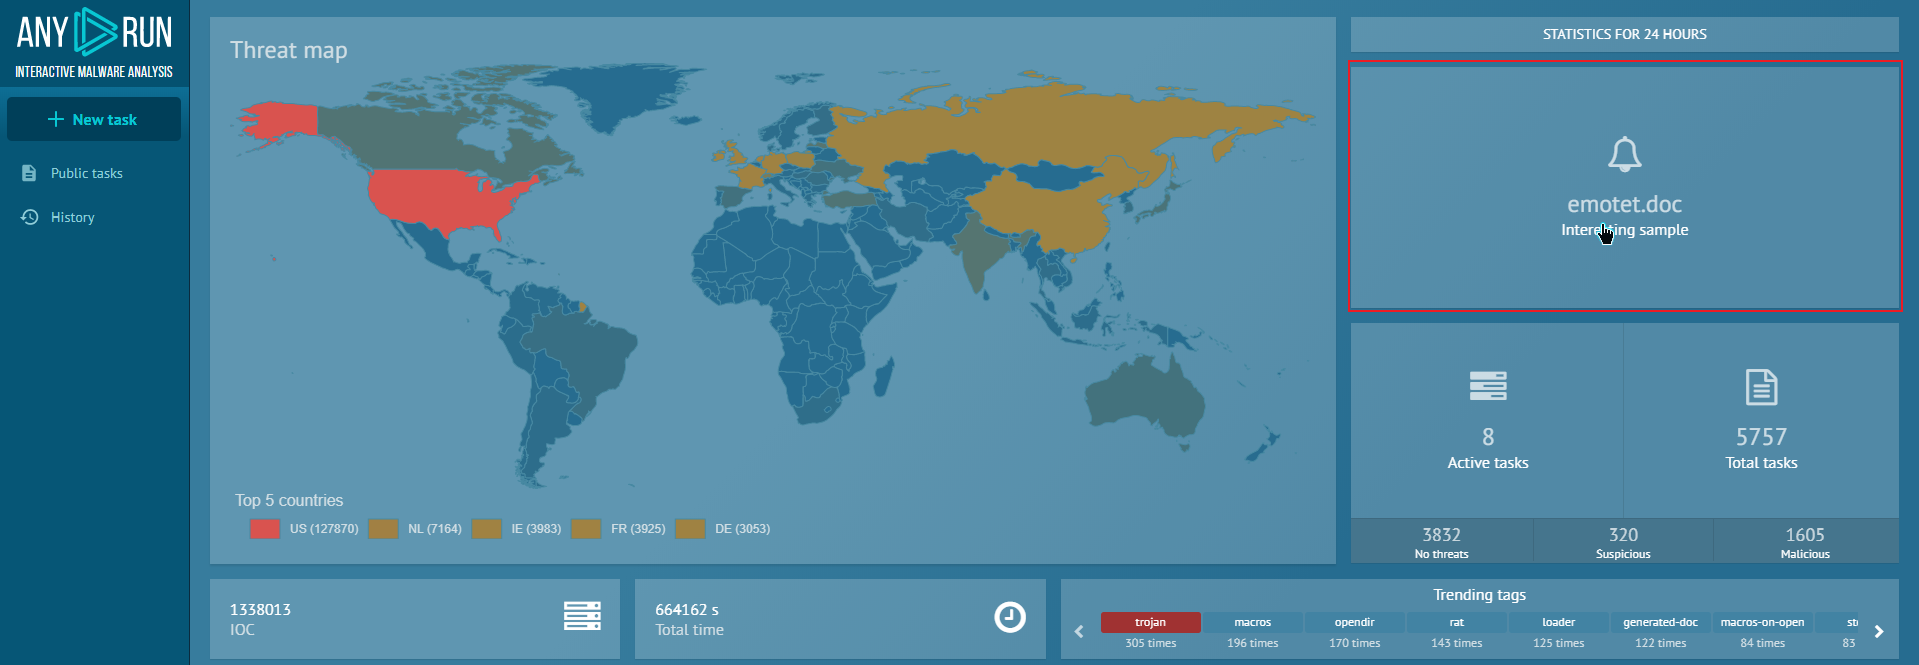 ANY RUN
INTERACTIVE MALWARE ANALYSIS
New task
Public tasks
History
Threat map
Top 5 countries
US (127870) NL (7164) IE (3983) FR (3925) DE (3053)
STATISTICS FOR 24 HOURS
emotet.doc
sample
8
Active tasks
5757
Total tasks
3832
No threats
320
Suspicious
1605
Malicious
1338013
IOC
664162 s
Total time
Trending tags
trojan macros opendir rat loader generated-doc macros-on-open
305 times 196 times 170 times 143 times 125 times 122 times 84 times 83